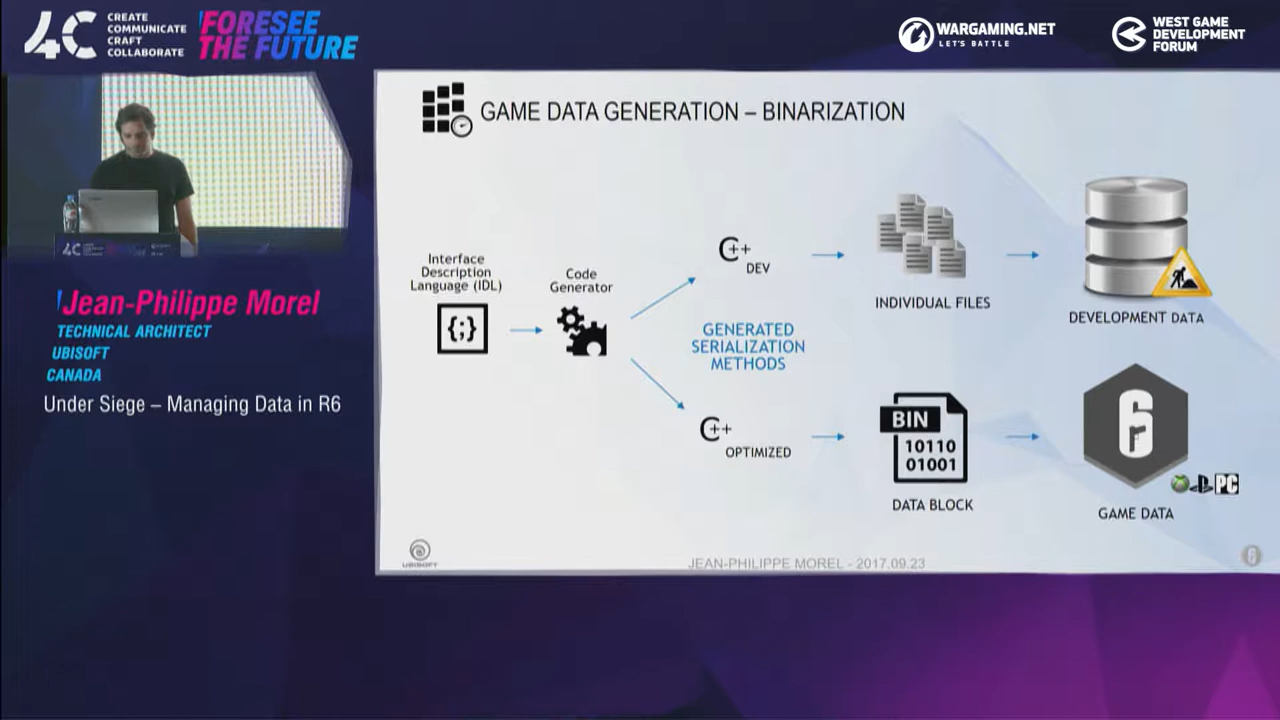 4C
CREATE
COMMUNICATE
CRAFT
COLLABORATE
FORESEE
THE FUTURE
WARGAMING.NET
LET'S BATTLE
WEST GAME
DEVELOPMENT
FORUM
GAME DATA GENERATION – BINARIZATION
Interface
Description
Language (IDL)
{;}
Code
Generator
C++
DEV
INDIVIDUAL FILES
DEVELOPMENT DATA
GENERATED
SERIALIZATION
METHODS
C++
OPTIMIZED
BIN
10110
01001
DATA BLOCK
6
PC
GAME DATA
UBISOFT
JEAN-PHILIPPE MOREL - 2017.09.23
6
4C
Jean-Philippe Morel
TECHNICAL ARCHITECT
UBISOFT
CANADA
Under Siege – Managing Data in R6